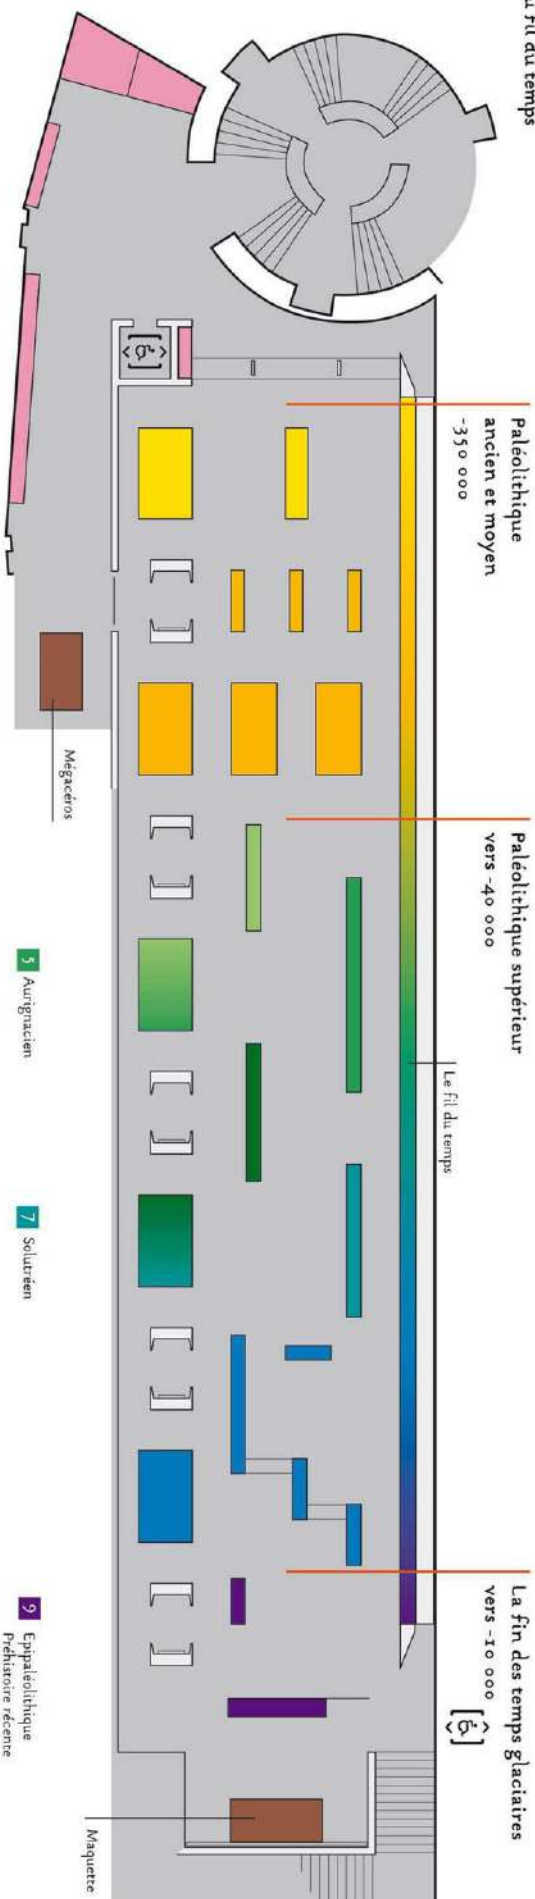 u fil du temps
Paléolithique
ancien et moyen
-350 000
Paléolithique supérieur
vers -40 000
Le fil du temps
La fin des temps glaciaires
vers -10 000
Mégacéros
Maquette
5 Aurignacien
7 Solutréen
9 Epipaléolithique
Préhistoire récente